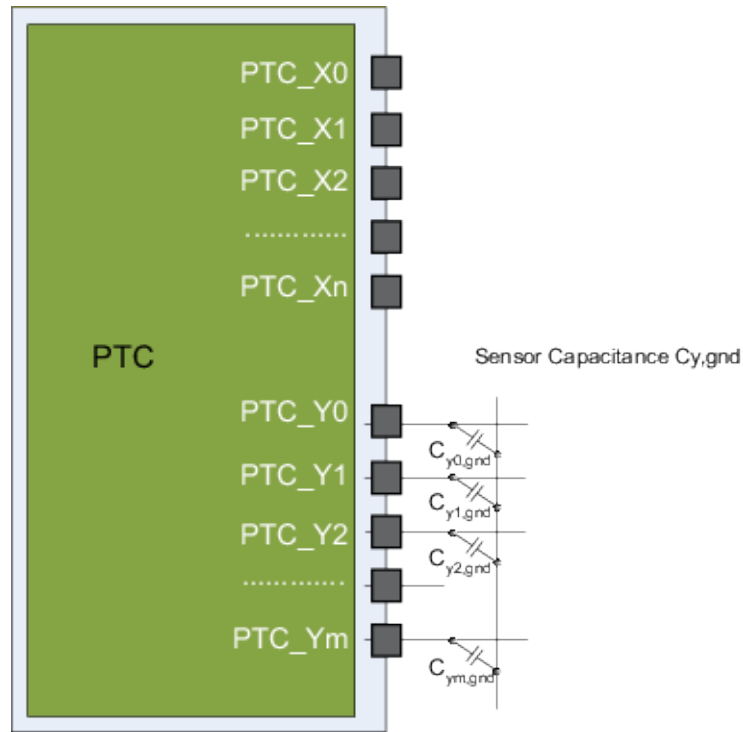 PTC_X0
PTC_X1
PTC_X2
............
PTC_Xn
PTC
Sensor Capacitance Cy,gnd
PTC_Y0
Cy0,gnd
PTC_Y1
Cy1,gnd
PTC_Y2
Cy2,gnd
............
PTC_Ym
Cym,gnd